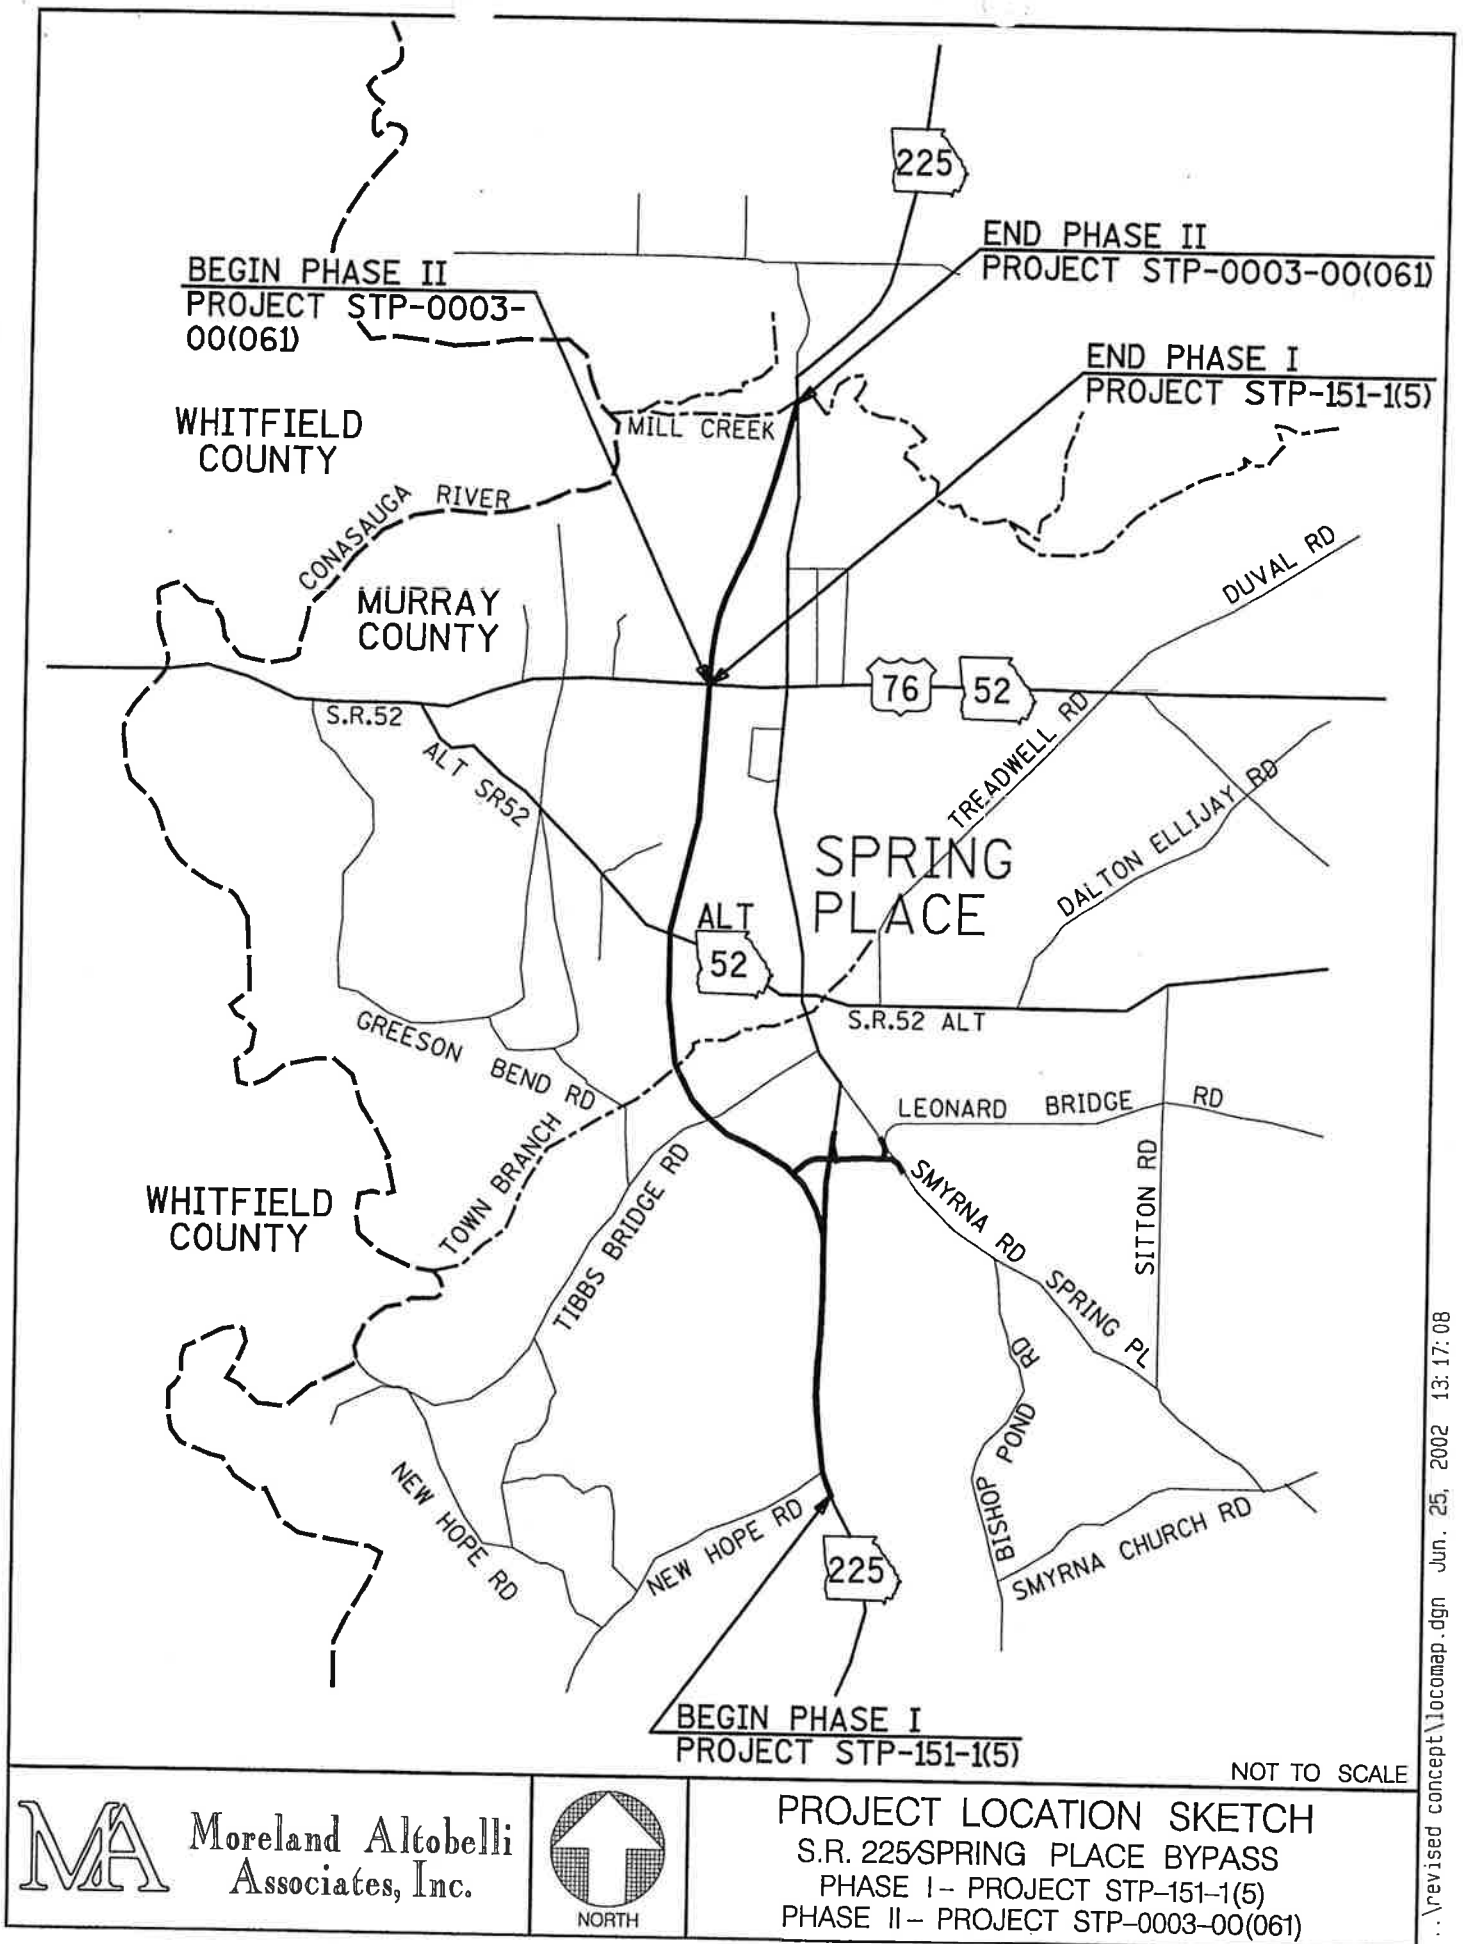 225
END PHASE II
PROJECT STP-0003-00(061)
BEGIN PHASE II
PROJECT STP-0003-
00(061)
END PHASE I
PROJECT STP-151-1(5)
WHITFIELD
COUNTY
MILL CREEK
CONASAUGA RIVER
DUVAL RD
MURRAY
COUNTY
76
52
S.R.52
ALT SR52
TREADWELL RD
DALTON ELLIJAY RD
SPRING
PLACE
ALT
52
S.R.52 ALT
GREESON BEND RD
LEONARD BRIDGE RD
TOWN BRANCH
TIBBS BRIDGE RD
SMYRNA RD SPRING PL
SITTON RD
WHITFIELD
COUNTY
BISHOP POND RD
NEW HOPE RD
NEW HOPE RD
SMYRNA CHURCH RD
225
BEGIN PHASE I
PROJECT STP-151-1(5)
NOT TO SCALE
MA
Moreland Altobelli
Associates, Inc.
NORTH
PROJECT LOCATION SKETCH
S.R. 225/SPRING PLACE BYPASS
PHASE I - PROJECT STP-151-1(5)
PHASE II - PROJECT STP-0003-00(061)
..\revised concept\locomap.dgn Jun. 25, 2002 13:17:08